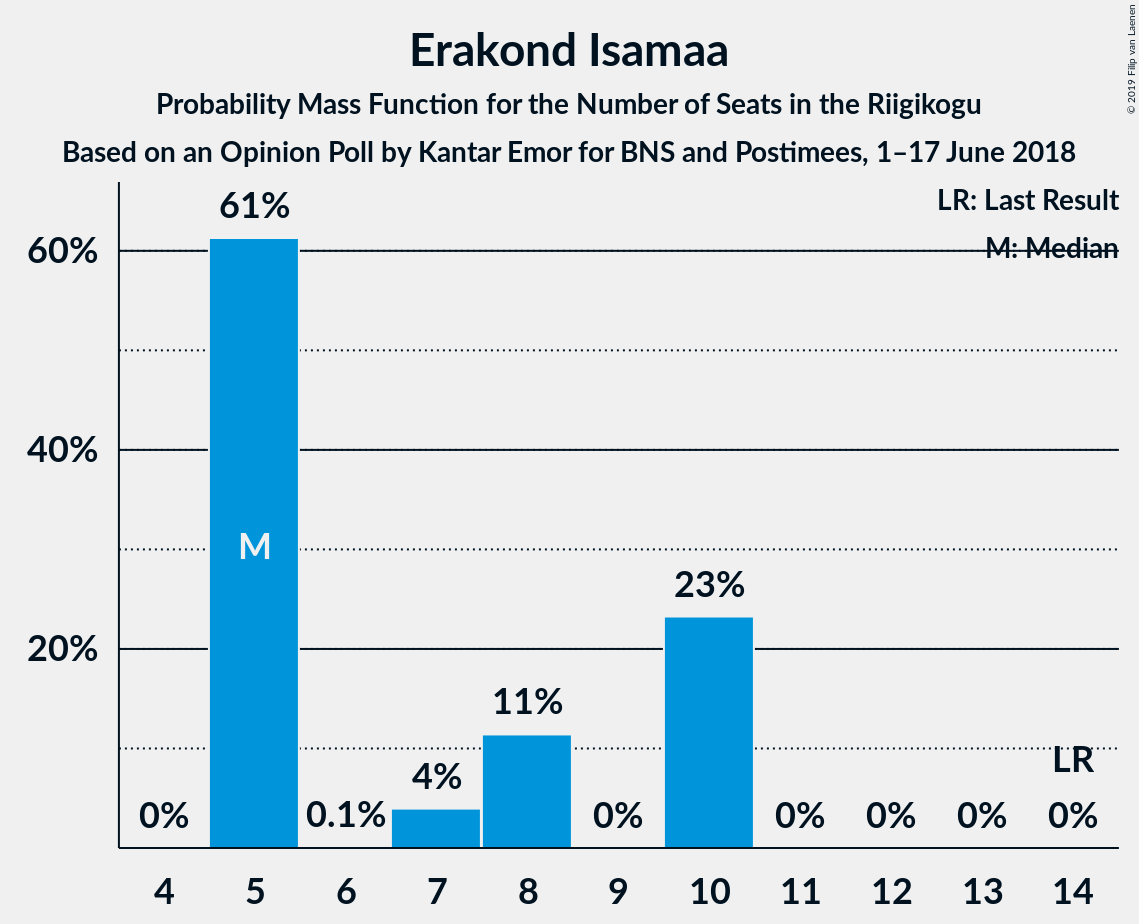 Erakond Isamaa
Probability Mass Function for the Number of Seats in the Riigikogu
Based on an Opinion Poll by Kantar Emor for BNS and Postimees, 1–17 June 2018
© 2019 Filip van Laenen
LR: Last Result
M: Median
60%
40%
20%
61%
M
23%
11%
4%
LR
0%
0.1%
0%
0%
0%
0%
0%
4 5 6 7 8 9 10 11 12 13 14